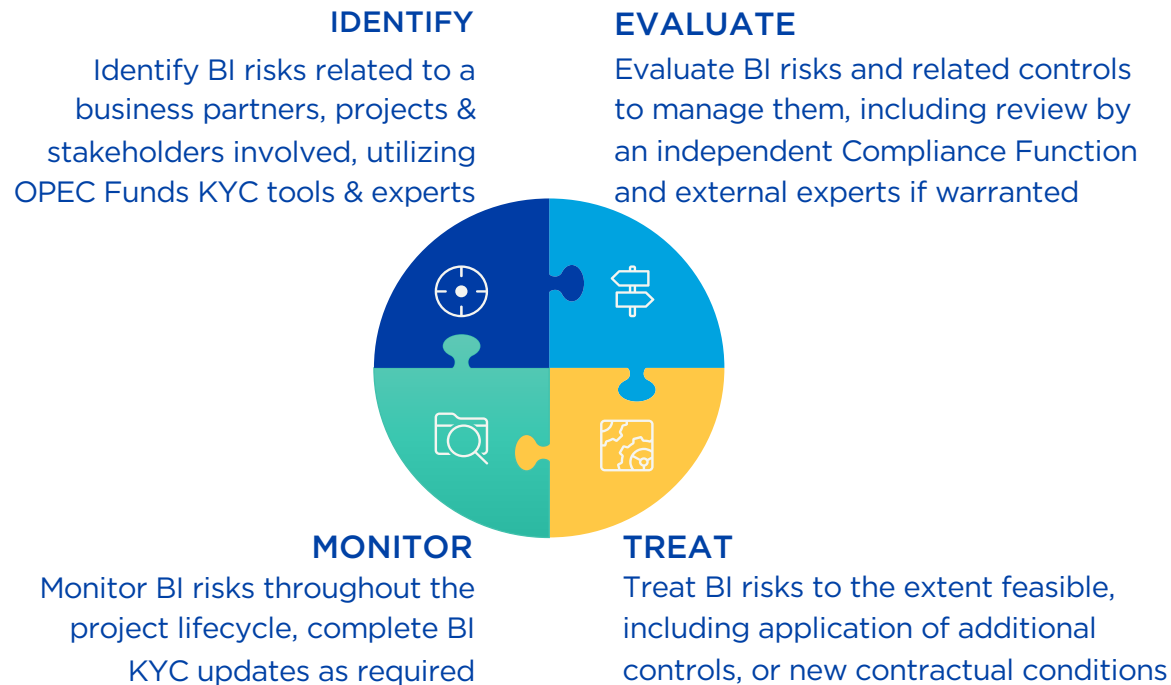 IDENTIFY
Identify BI risks related to a
business partners, projects &
stakeholders involved, utilizing
OPEC Funds KYC tools & experts
EVALUATE
Evaluate BI risks and related controls
to manage them, including review by
an independent Compliance Function
and external experts if warranted
MONITOR
Monitor BI risks throughout the
project lifecycle, complete BI
KYC updates as required
TREAT
Treat BI risks to the extent feasible,
including application of additional
controls, or new contractual conditions